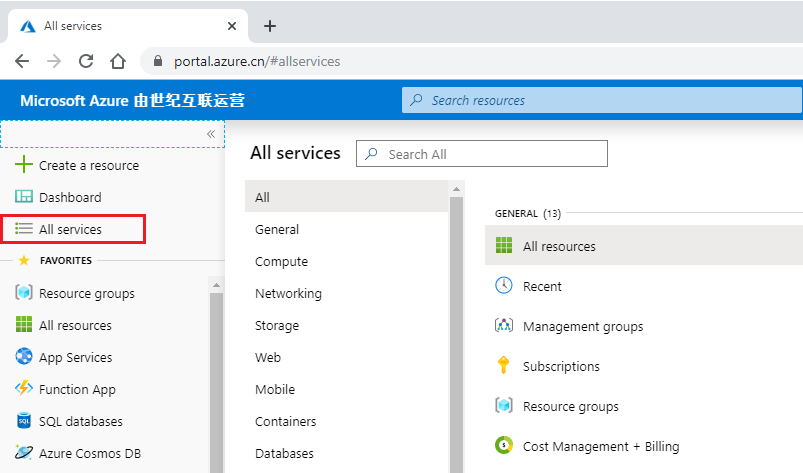 All services
portal.azure.cn/#allservices
Microsoft Azure 由世纪互联运营
Search resources
«
Create a resource
Dashboard
All services
FAVORITES
Resource groups
All resources
App Services
Function App
SQL databases
Azure Cosmos DB
All services
Search All
All
General
Compute
Networking
Storage
Web
Mobile
Containers
Databases
GENERAL (13)
All resources
Recent
Management groups
Subscriptions
Resource groups
Cost Management + Billing